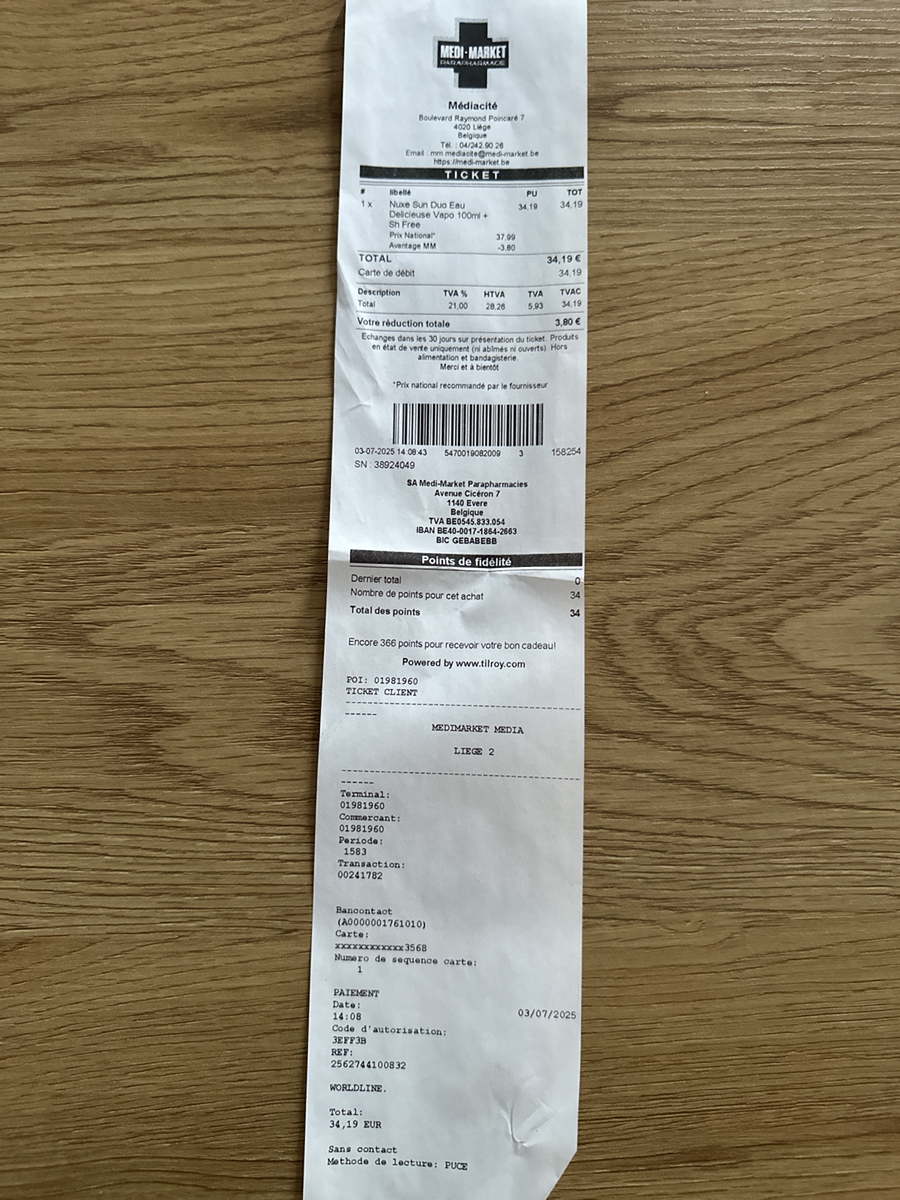 MEDI-MARKET
PARAPHARMACIE
Médiacité
Boulevard Raymond Poincaré 7
4020 Liège
Belgique
Tél. : 04/242.90.26
Email : mm.mediacite@medi-market.be
https://medi-market.be
TICKET
# libellé PU TOT
1 x Nuxe Sun Duo Eau 34,19 34,19
Délicieuse Vapo 100ml +
Sh Free
Prix National* 37,99
Avantage MM -3,80
TOTAL 34,19 €
Carte de débit 34,19
Description TVA % HTVA TVA TVAC
Total 21,00 28,26 5,93 34,19
Votre réduction totale 3,80 €
Echanges dans les 30 jours sur présentation du ticket. Produits
en état de vente uniquement (ni abîmés ni ouverts). Hors
alimentation et bandagisterie.
Merci et à bientôt
*Prix national recommandé par le fournisseur
03-07-2025 14:08:43 5470019082009 3 158254
SN : 38924049
SA Medi-Market Parapharmacies
Avenue Cicéron 7
1140 Evere
Belgique
TVA BE0545.833.054
IBAN BE40-0017-1864-2663
BIC GEBABEBB
Points de fidélité
Dernier total 0
Nombre de points pour cet achat 34
Total des points 34
Encore 366 points pour recevoir votre bon cadeau!
Powered by www.tilroy.com
POI: 01981960
TICKET CLIENT
------------------------------------------
------
MEDIMARKET MEDIA
LIEGE 2
------------------------------------------
------
Terminal:
01981960
Commercant:
01981960
Periode:
1583
Transaction:
00241782
Bancontact
(A0000001761010)
Carte:
xxxxxxxxxxxx3568
Numero de sequence carte:
1
PAIEMENT
Date:
14:08 03/07/2025
Code d'autorisation:
3EFF3B
REF:
2562744100832
WORLDLINE.
Total:
34,19 EUR
Sans contact
Methode de lecture: PUCE